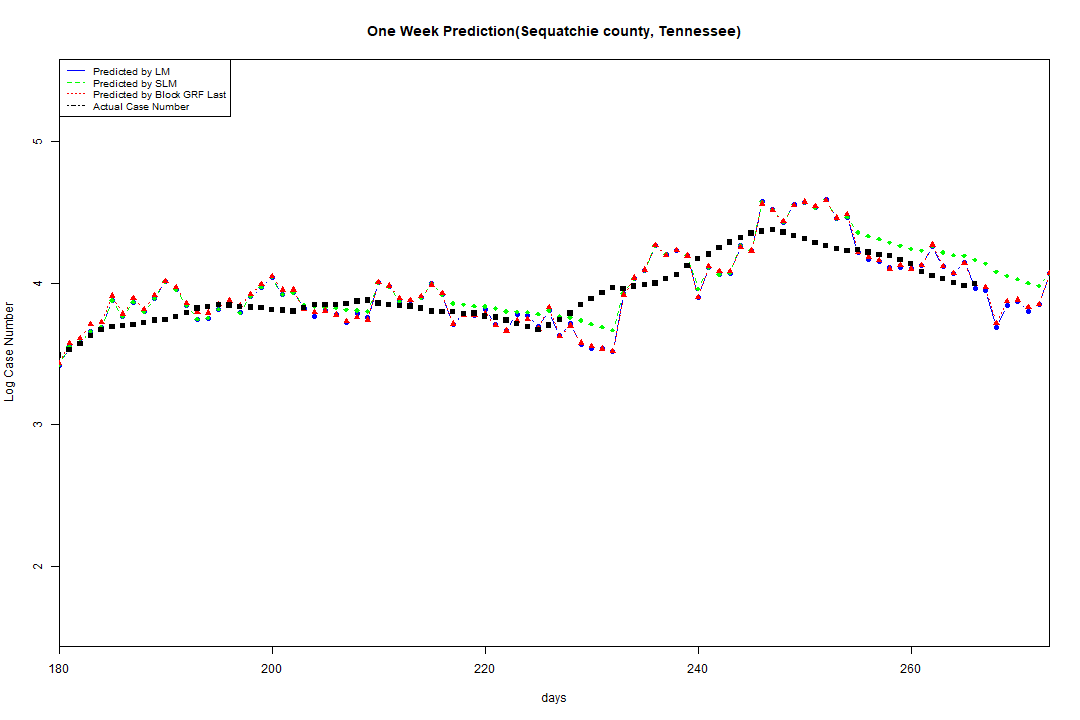 One Week Prediction(Sequatchie county, Tennessee)
Predicted by LM
Predicted by SLM
Predicted by Block GRF Last
Actual Case Number
5
4
3
2
Log Case Number
180 200 220 240 260
days